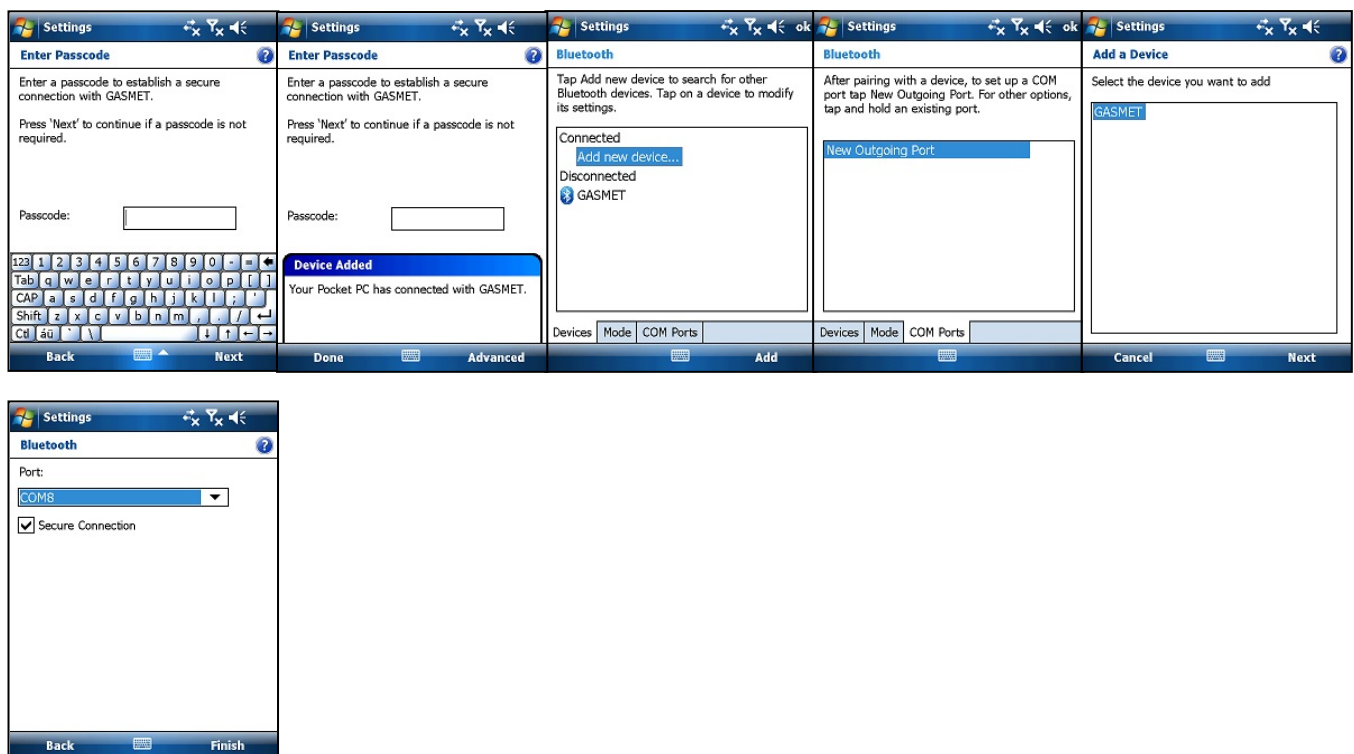 Settings
Enter Passcode
Enter a passcode to establish a secure
connection with GASMET.
Press 'Next' to continue if a passcode is not
required.
Passcode:
123 1 2 3 4 5 6 7 8 9 0 - =
Tab q w e r t y u i o p [ ]
CAP a s d f g h j k l ; '
Shift z x c v b n m , . /
Ctl áü ` \
Back Next
Settings
Enter Passcode
Enter a passcode to establish a secure
connection with GASMET.
Press 'Next' to continue if a passcode is not
required.
Passcode:
Device Added
Your Pocket PC has connected with GASMET.
Done Advanced
Settings ok
Bluetooth
Tap Add new device to search for other
Bluetooth devices. Tap on a device to modify
its settings.
Connected
Add new device...
Disconnected
GASMET
Devices Mode COM Ports
Add
Settings ok
Bluetooth
After pairing with a device, to set up a COM
port tap New Outgoing Port. For other options,
tap and hold an existing port.
New Outgoing Port
Devices Mode COM Ports
Settings
Add a Device
Select the device you want to add
GASMET
Cancel Next
Settings
Bluetooth
Port:
COM8
Secure Connection
Back Finish